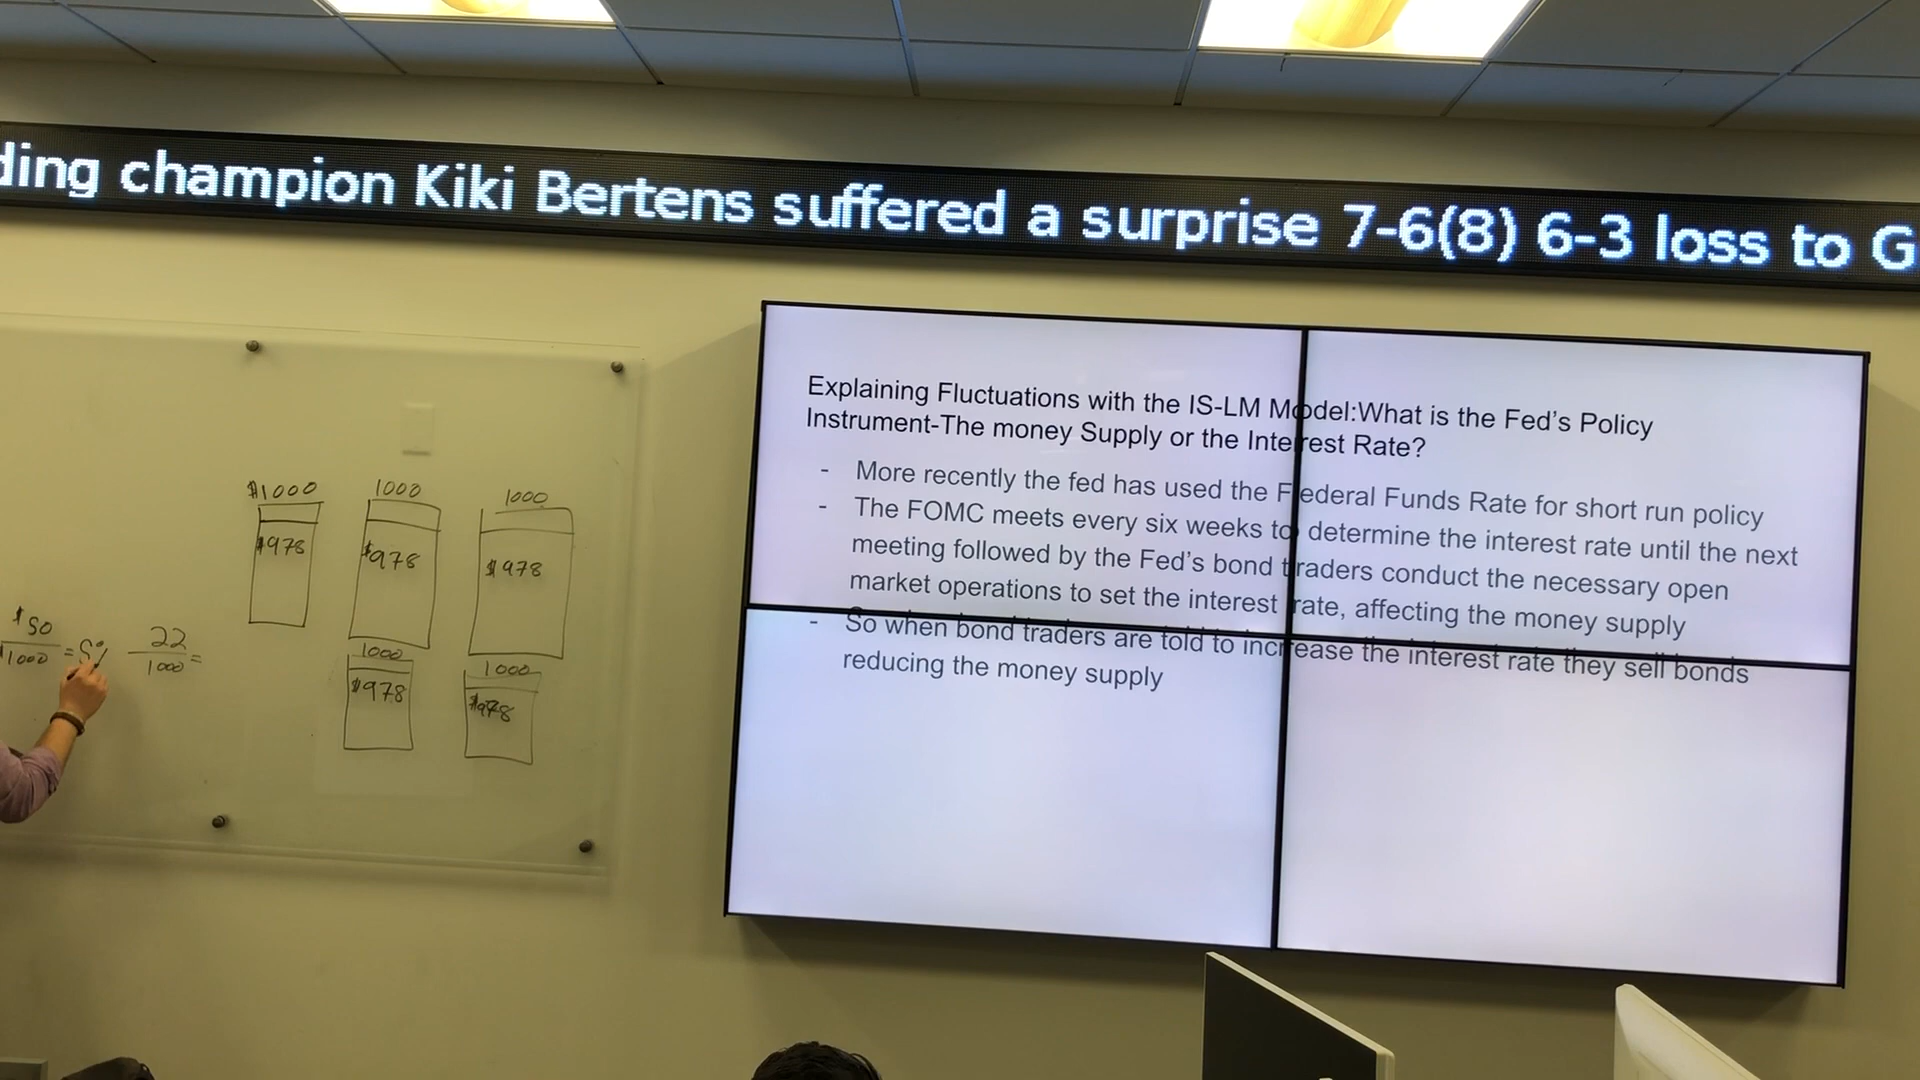 ding champion Kiki Bertens suffered a surprise 7-6(8) 6-3 loss to G
Explaining Fluctuations with the IS-LM Model:What is the Fed's Policy
Instrument-The money Supply or the Interest Rate?
- More recently the fed has used the Federal Funds Rate for short run policy
- The FOMC meets every six weeks to determine the interest rate until the next
meeting followed by the Fed's bond traders conduct the necessary open
market operations to set the interest rate, affecting the money supply
- So when bond traders are told to increase the interest rate they sell bonds
reducing the money supply
$1000 1000 1000
$978 $978 $978
1000 1000
$978 $978
$50
1000 = 5%
22
1000 =